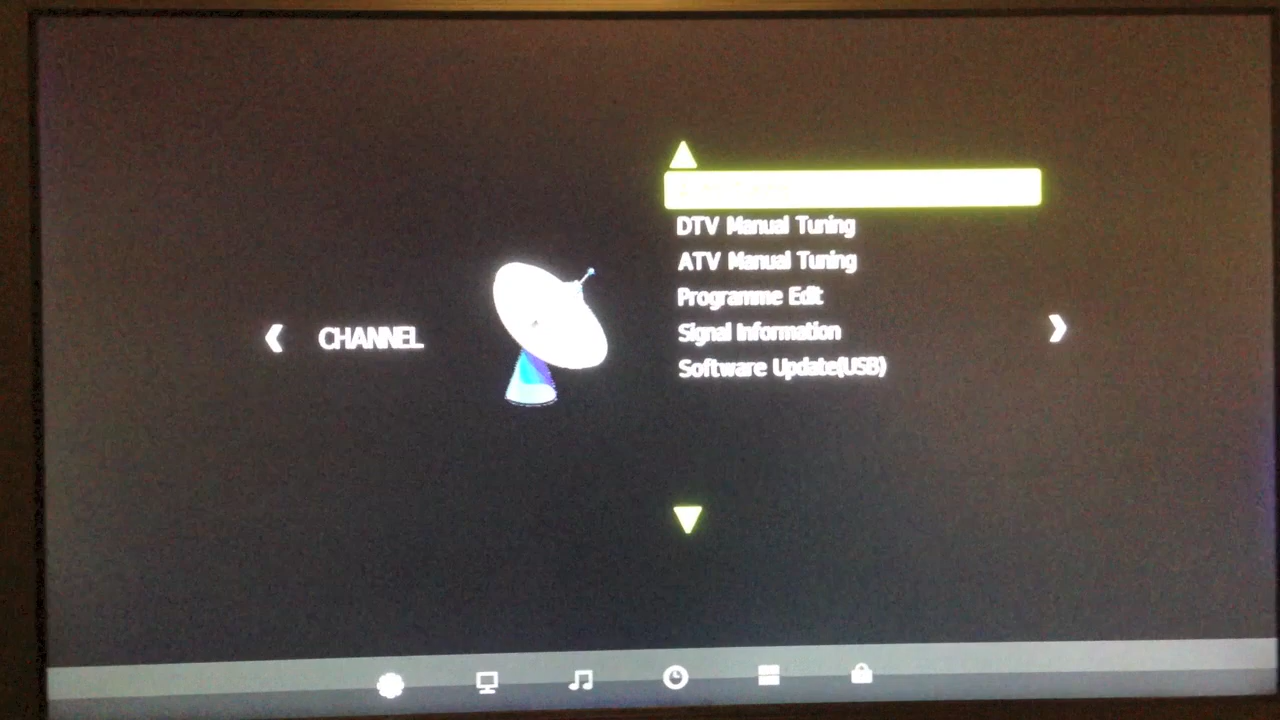 DTV Manual Tuning
ATV Manual Tuning
Programme Edit
CHANNEL
Signal Information
Software Update(USB)